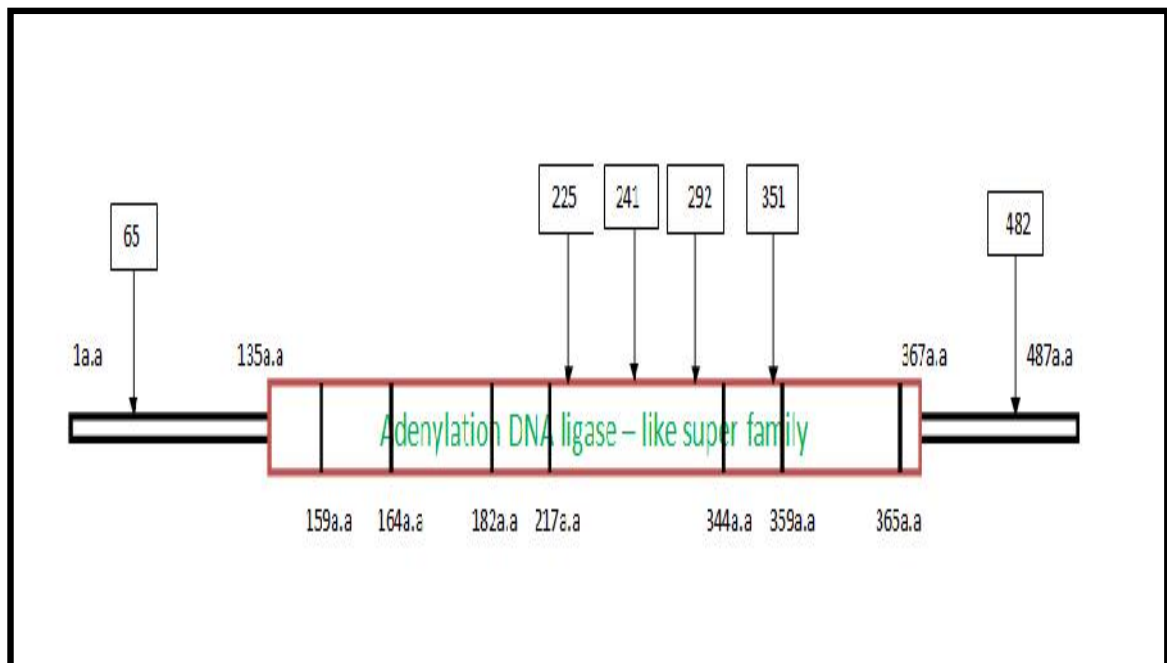 225 241 292 351
65 482
1a.a 135a.a 367a.a 487a.a
Adenylation DNA ligase – like super family
159a.a 164a.a 182a.a 217a.a 344a.a 359a.a 365a.a